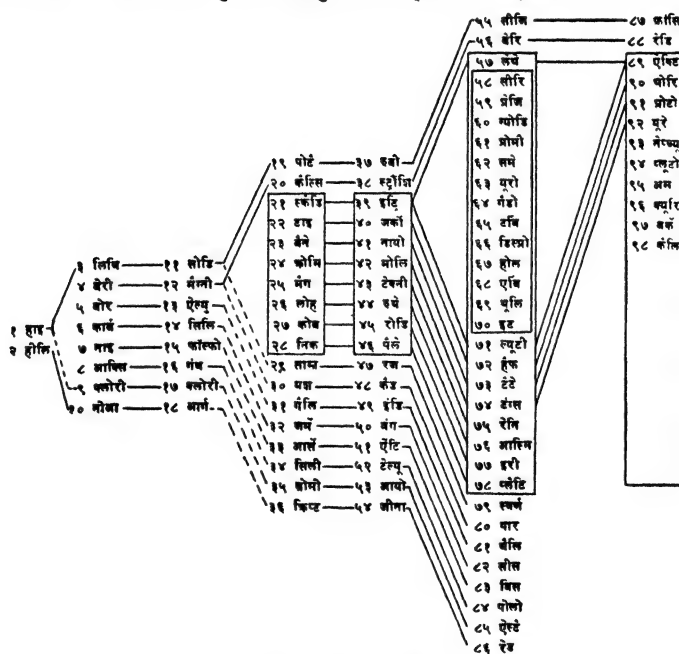 १ हाइ
२ हीलि
३ लिथि
४ बेरी
५ बोर
६ कार्ब
७ नाइ
८ आक्सि
९ फ्लोरी
१० नीआ
११ सोडि
१२ मॅग्नी
१३ ऐल्यु
१४ सिलि
१५ फॉस्फो
१६ गंध
१७ क्लोरी
१८ आर्ग
१९ पोटॅ
२० कॅल्सि
२१ स्कॅडि
२२ टाइ
२३ वैने
२४ क्रोमि
२५ मँग
२६ लोह
२७ कोब
२८ निक
२९ ताम्र
३० यश
३१ गैलि
३२ जर्मे
३३ आर्से
३४ सिली
३५ ब्रोमी
३६ क्रिप्ट
३७ रुबी
३८ स्ट्रौंशि
३९ इट्रि
४० जर्को
४१ नायो
४२ मोलि
४३ टेक्नी
४४ रुथे
४५ रोडि
४६ पैले
४७ रज
४८ कॅड
४९ इंडि
५० वंग
५१ ऍटि
५२ टेल्यू
५३ आयो
५४ जीना
५५ सीजि
५६ बेरि
५७ लॅथे
५८ सीरि
५९ प्रेजि
६० न्योडि
६१ प्रोमी
६२ समे
६३ यूरो
६४ गॅडो
६५ टर्बि
६६ डिस्प्रो
६७ होल
६८ एर्बि
६९ थूलि
७० इट
७१ ल्यूटी
७२ हॅफ
७३ टॅटे
७४ टंग्स
७५ रेनि
७६ आस्मि
७७ इरी
७८ प्लॅटि
७९ स्वर्ण
८० पार
८१ थैलि
८२ सीस
८३ बिस
८४ पोलो
८५ ऐस्टे
८६ रेड
८७ फ्रांसि
८८ रेडि
८९ ऐक्टि
९० थोरि
९१ प्रोटो
९२ यूरे
९३ नेप्च्यू
९४ प्लूटो
९५ अम
९६ क्यूरि
९७ बर्क
९८ कॅलि